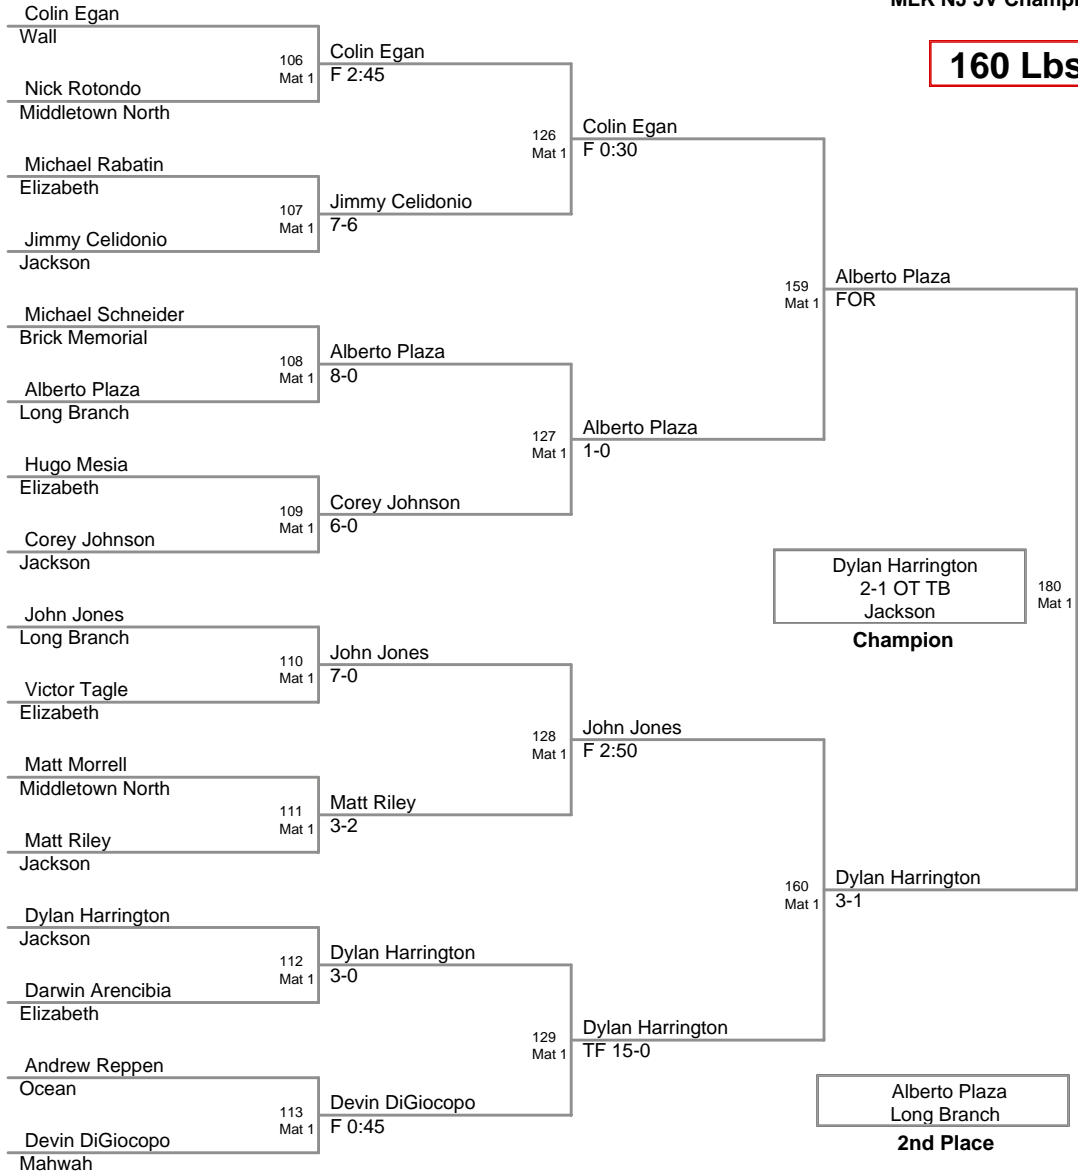 MLK NJ JV
160 Lbs
Colin Egan
Wall
106
Mat 1
Colin Egan
F 2:45
Nick Rotondo
Middletown North
126
Mat 1
Colin Egan
F 0:30
Michael Rabatin
Elizabeth
107
Mat 1
Jimmy Celidonio
7-6
Jimmy Celidonio
Jackson
159
Mat 1
Alberto Plaza
FOR
Michael Schneider
Brick Memorial
108
Mat 1
Alberto Plaza
8-0
Alberto Plaza
Long Branch
127
Mat 1
Alberto Plaza
1-0
Hugo Mesia
Elizabeth
109
Mat 1
Corey Johnson
6-0
Corey Johnson
Jackson
Dylan Harrington
2-1 OT TB
Jackson
Champion
180
Mat 1
John Jones
Long Branch
110
Mat 1
John Jones
7-0
Victor Tagle
Elizabeth
128
Mat 1
John Jones
F 2:50
Matt Morrell
Middletown North
111
Mat 1
Matt Riley
3-2
Matt Riley
Jackson
160
Mat 1
Dylan Harrington
3-1
Dylan Harrington
Jackson
112
Mat 1
Dylan Harrington
3-0
Darwin Arencibia
Elizabeth
129
Mat 1
Dylan Harrington
TF 15-0
Andrew Reppen
Ocean
113
Mat 1
Devin DiGiocopo
F 0:45
Devin DiGiocopo
Mahwah
Alberto Plaza
Long Branch
2nd Place